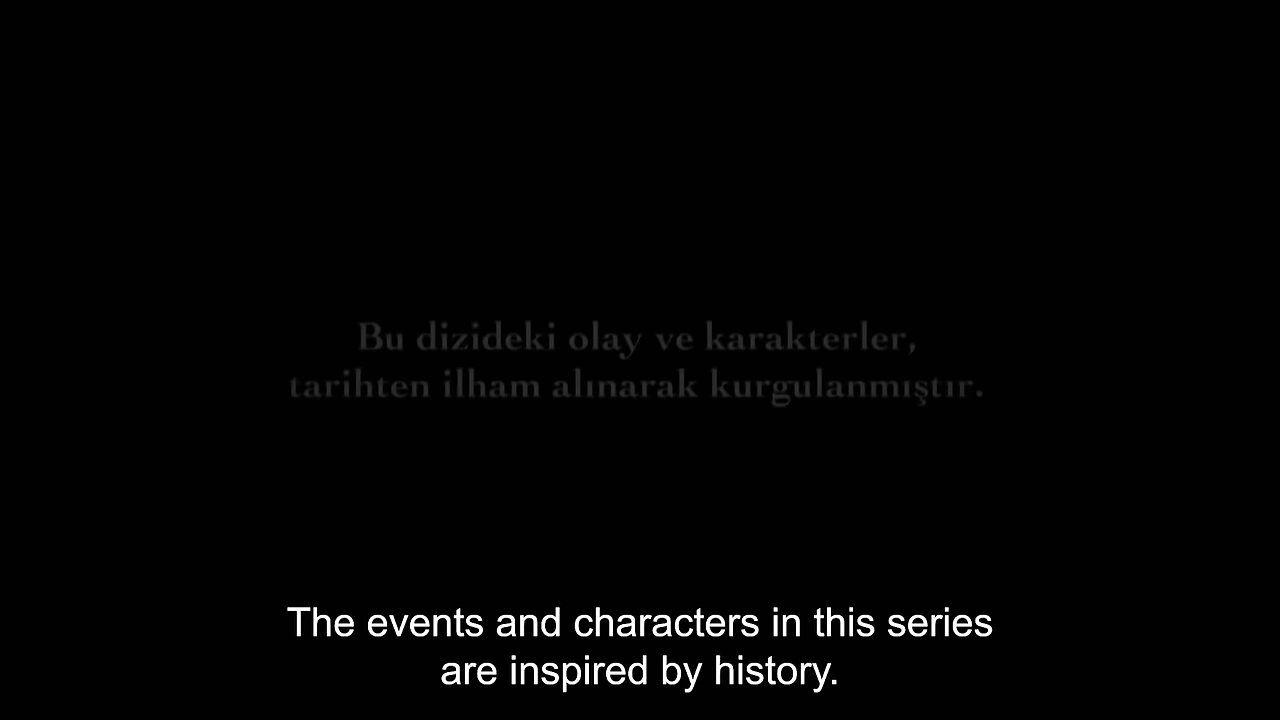 Bu dizideki olay ve karakterler,
tarihten ilham alınarak kurgulanmıştır.
The events and characters in this series
are inspired by history.